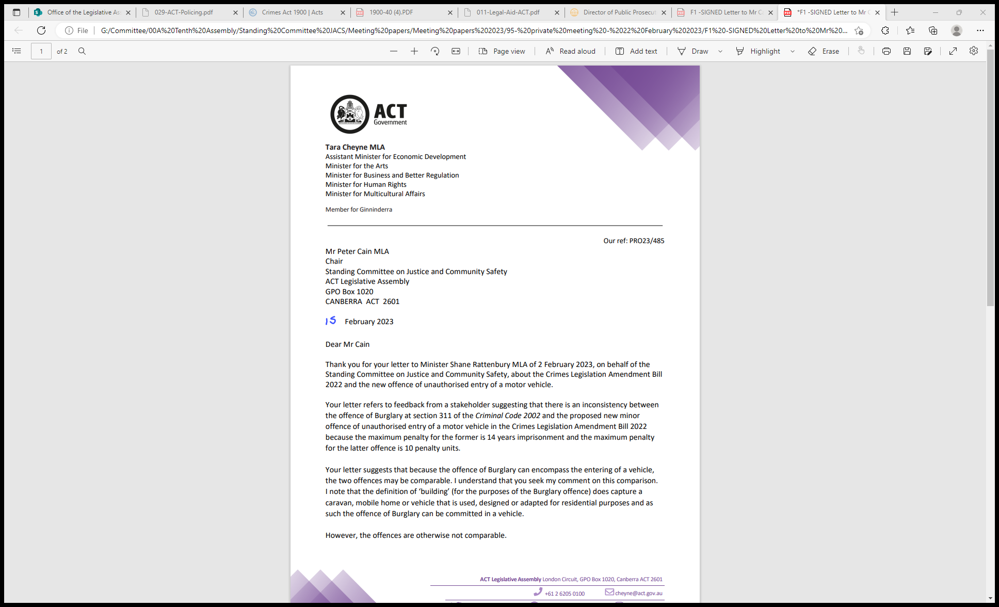 Office of the Legislative As
029-ACT-Policing.pdf
Crimes Act 1900 | Acts
1900-40 (4).PDF
011-Legal-Aid-ACT.pdf
Director of Public Prosecut
F1 -SIGNED Letter to Mr C
*F1 -SIGNED Letter to Mr C
File
G:/Committee/00A%20Tenth%20Assembly/Standing%20Committee%20JACS/Meeting%20papers/Meeting%20papers%202023/95-%20private%20meeting%20-%2022%20February%202023/F1%20-SIGNED%20Letter%20to%20Mr%20...
1 of 2
Page view
Read aloud
Add text
Draw
Highlight
Erase
ACT
Government
Tara Cheyne MLA
Assistant Minister for Economic Development
Minister for the Arts
Minister for Business and Better Regulation
Minister for Human Rights
Minister for Multicultural Affairs
Member for Ginninderra
Our ref: PRO23/485
Mr Peter Cain MLA
Chair
Standing Committee on Justice and Community Safety
ACT Legislative Assembly
GPO Box 1020
CANBERRA ACT 2601
15 February 2023
Dear Mr Cain
Thank you for your letter to Minister Shane Rattenbury MLA of 2 February 2023, on behalf of the
Standing Committee on Justice and Community Safety, about the Crimes Legislation Amendment Bill
2022 and the new offence of unauthorised entry of a motor vehicle.
Your letter refers to feedback from a stakeholder suggesting that there is an inconsistency between
the offence of Burglary at section 311 of the Criminal Code 2002 and the proposed new minor
offence of unauthorised entry of a motor vehicle in the Crimes Legislation Amendment Bill 2022
because the maximum penalty for the former is 14 years imprisonment and the maximum penalty
for the latter offence is 10 penalty units.
Your letter suggests that because the offence of Burglary can encompass the entering of a vehicle,
the two offences may be comparable. I understand that you seek my comment on this comparison.
I note that the definition of ‘building’ (for the purposes of the Burglary offence) does capture a
caravan, mobile home or vehicle that is used, designed or adapted for residential purposes and as
such the offence of Burglary can be committed in a vehicle.
However, the offences are otherwise not comparable.
ACT Legislative Assembly London Circuit, GPO Box 1020, Canberra ACT 2601
+61 2 6205 0100
cheyne@act.gov.au